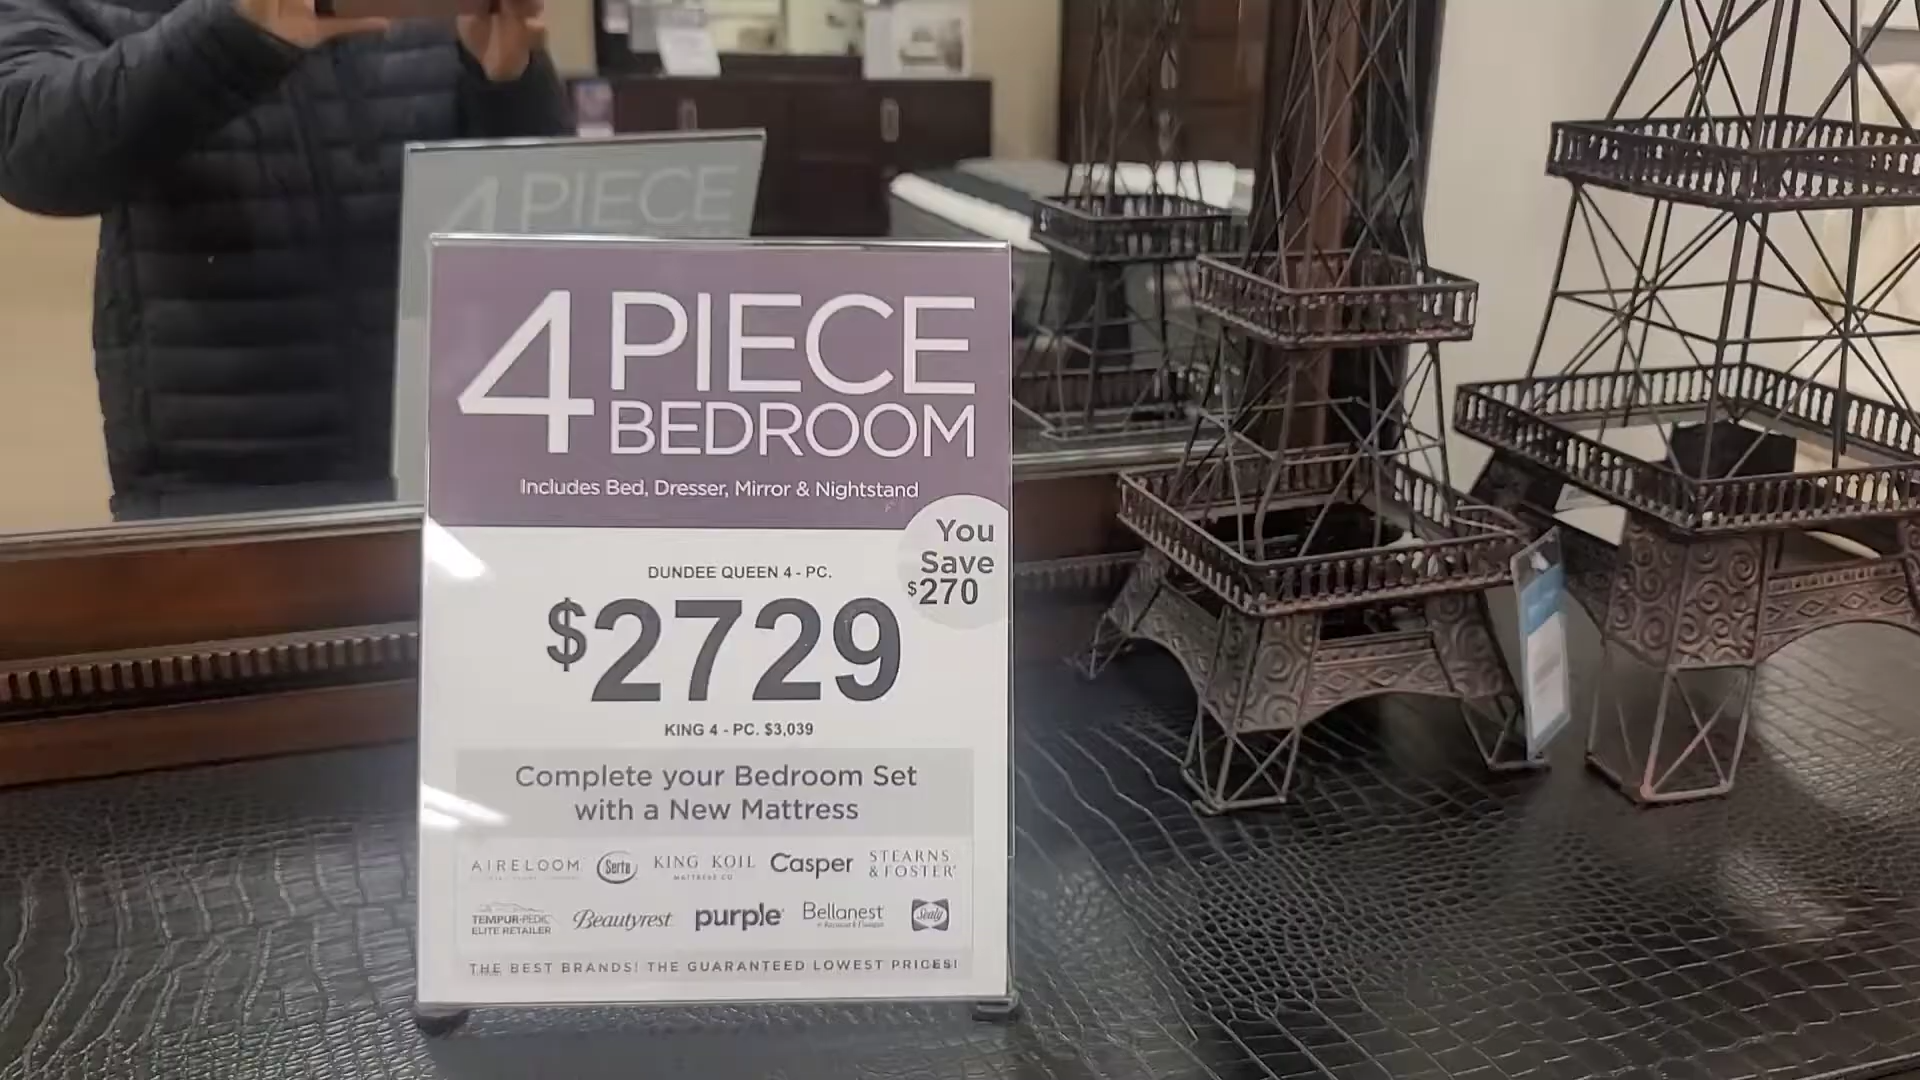 4 PIECE
4 PIECE
BEDROOM
Includes Bed, Dresser, Mirror & Nightstand
You
Save
$270
DUNDEE QUEEN 4 - PC.
$2729
KING 4 - PC. $3,039
Complete your Bedroom Set
with a New Mattress
AIRELOOM Serta KING KOIL Casper STEARNS
MATTRESS CO & FOSTER
TEMPUR-PEDIC Beautyrest purple Bellanest Sealy
ELITE RETAILER
THE BEST BRANDS! THE GUARANTEED LOWEST PRICES!